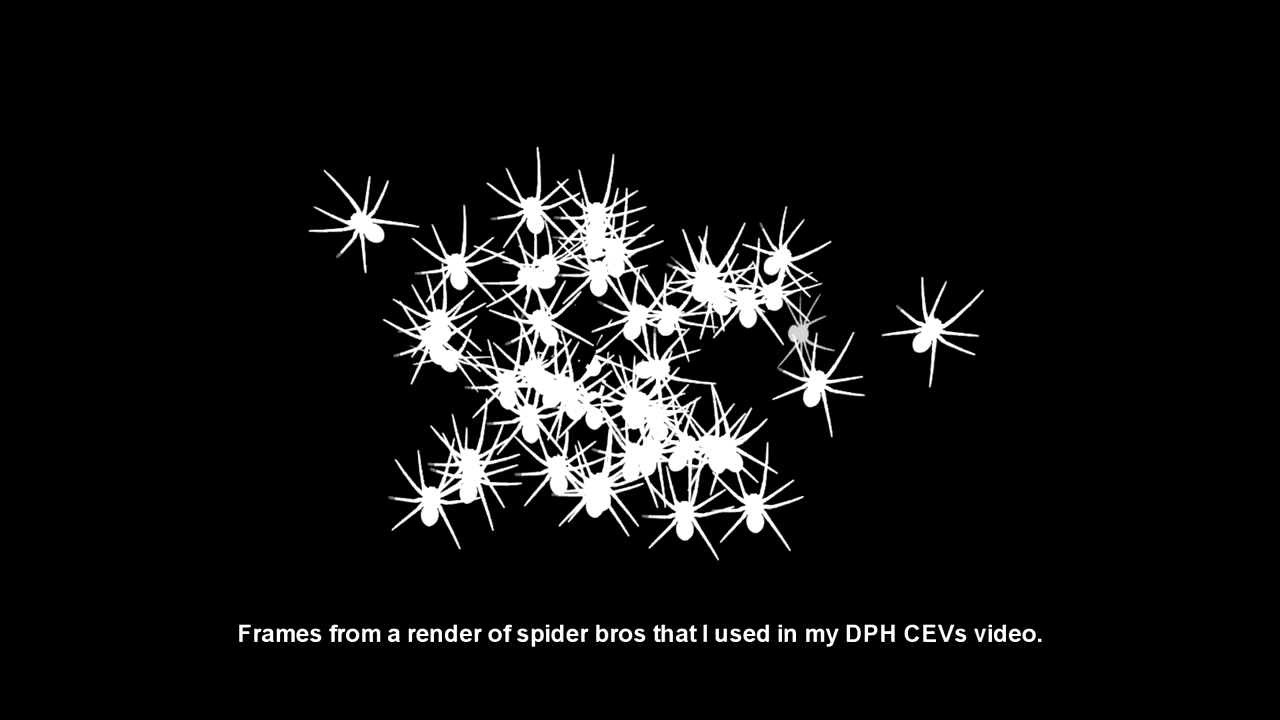 Frames from a render of spider bros that I used in my DPH CEVs video.